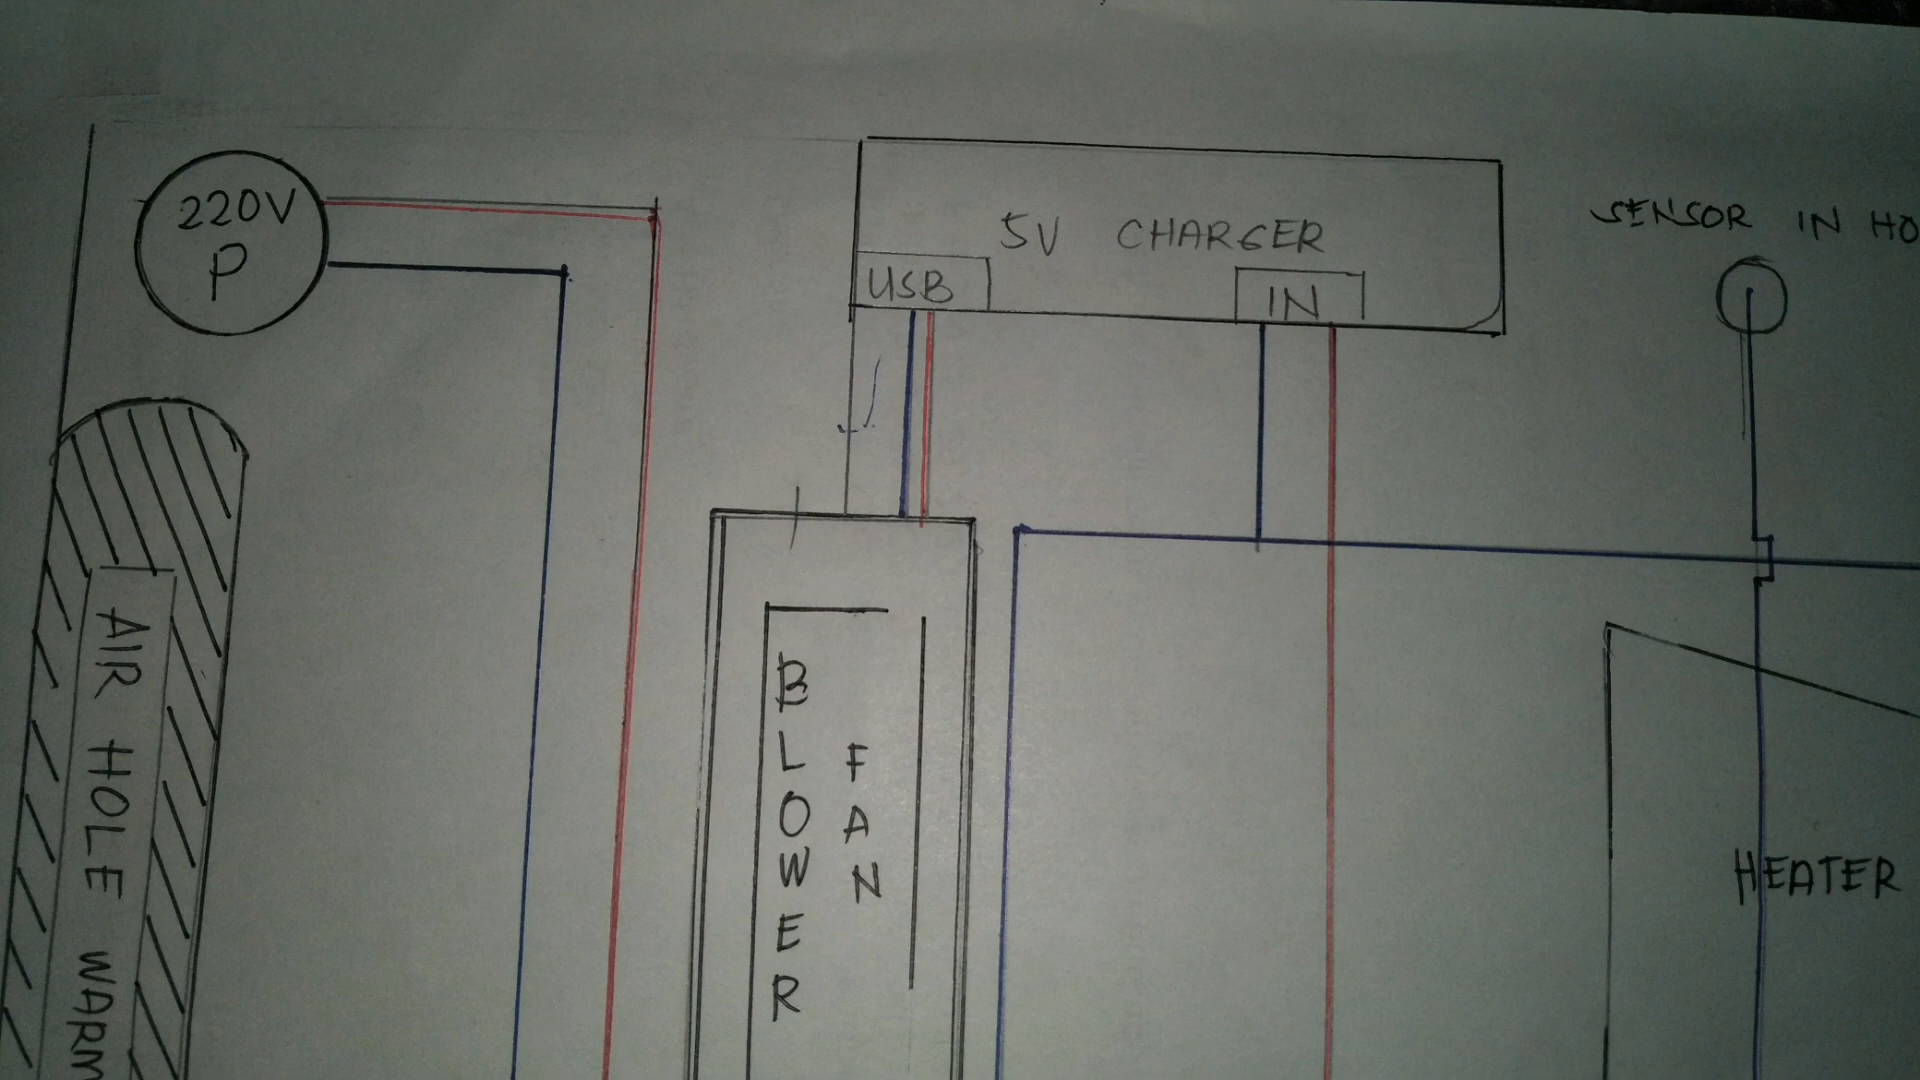 220V
P
5V CHARGER
USB
IN
SENSOR IN HO
AIR HOLE WARM
BLOWER
FAN
HEATER